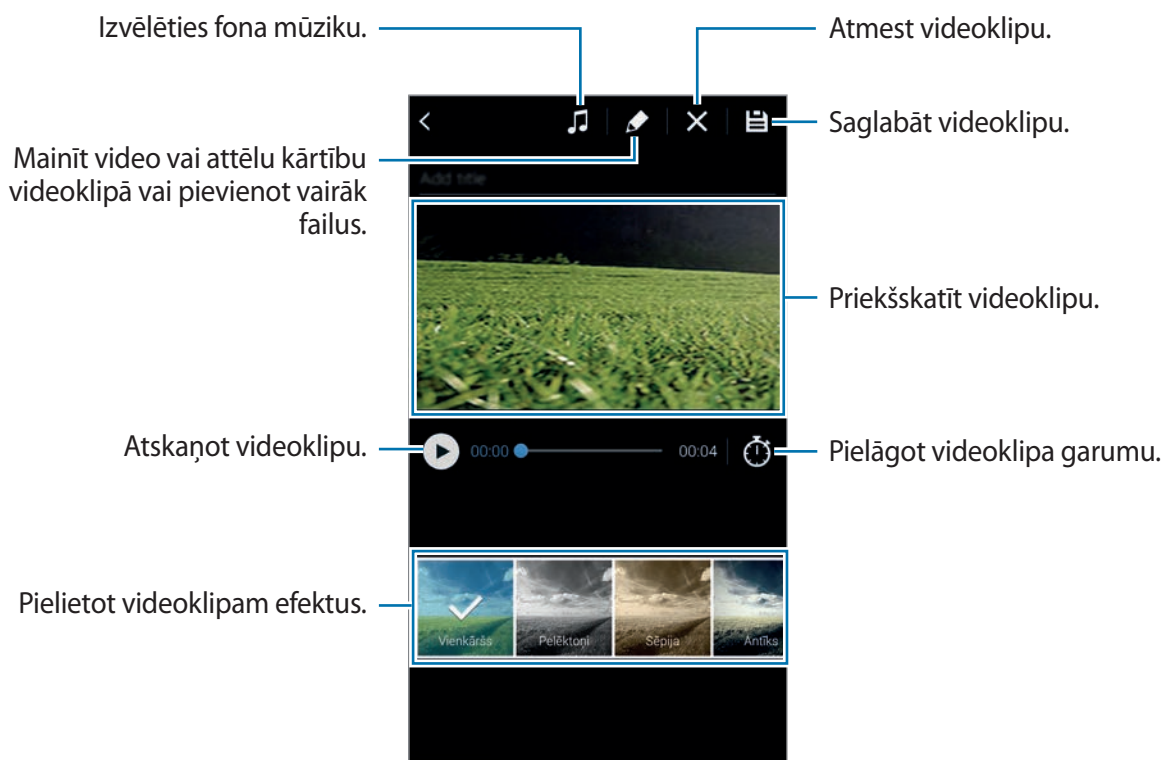 Izvēlēties fona mūziku.
Atmest videoklipu.
Saglabāt videoklipu.
Mainīt video vai attēlu kārtību
videoklipā vai pievienot vairāk
failus.
Add title
Priekšskatīt videoklipu.
Atskaņot videoklipu.
00:00
00:04
Pielāgot videoklipa garumu.
Pielietot videoklipam efektus.
Vienkāršs
Pelēktoņi
Sēpija
Antīks